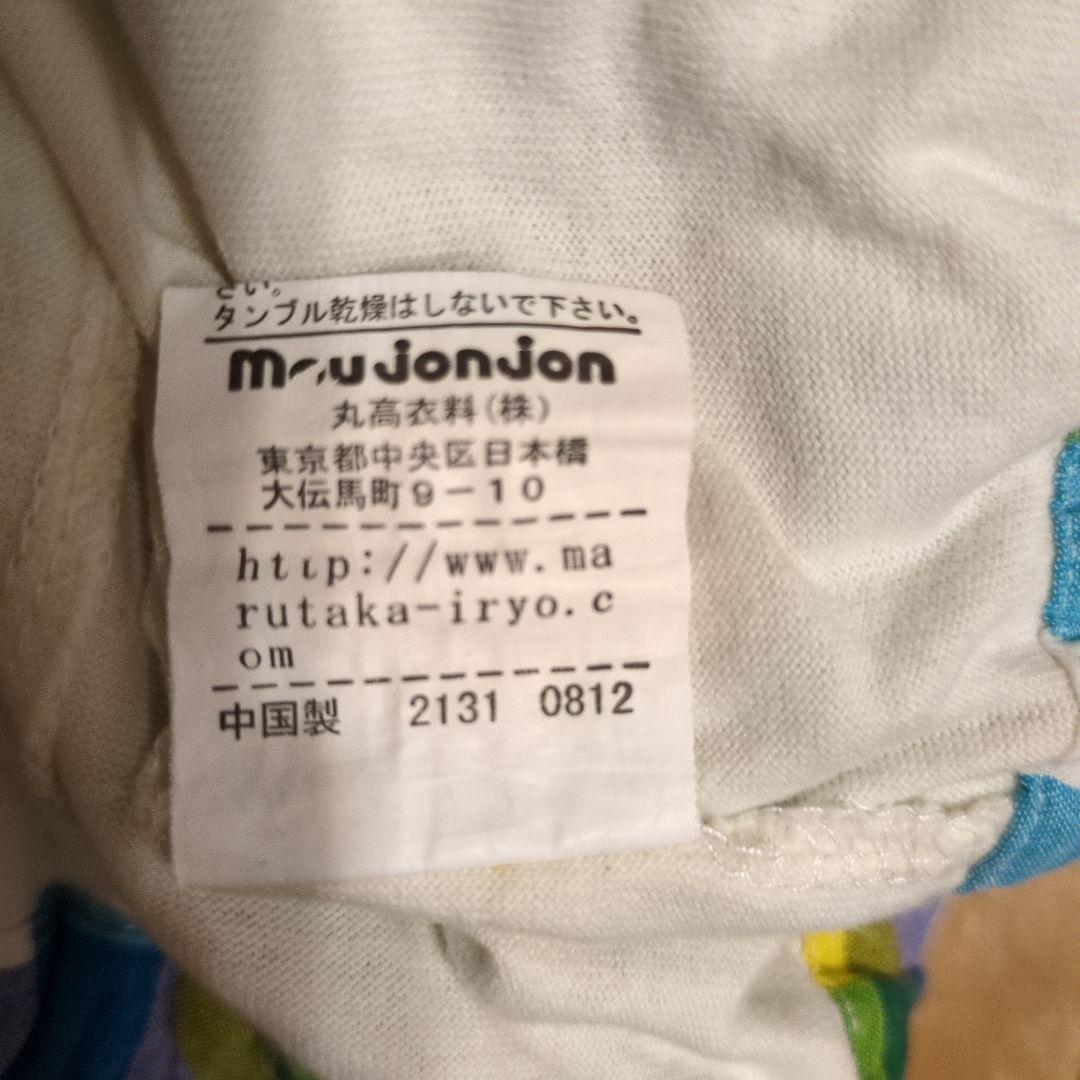 さい。
タンブル乾燥はしないで下さい。
moujonjon
丸高衣料(株)
東京都中央区日本橋
大伝馬町9-10
http://www.ma
rutaka-iryo.c
om
中国製 2131 0812